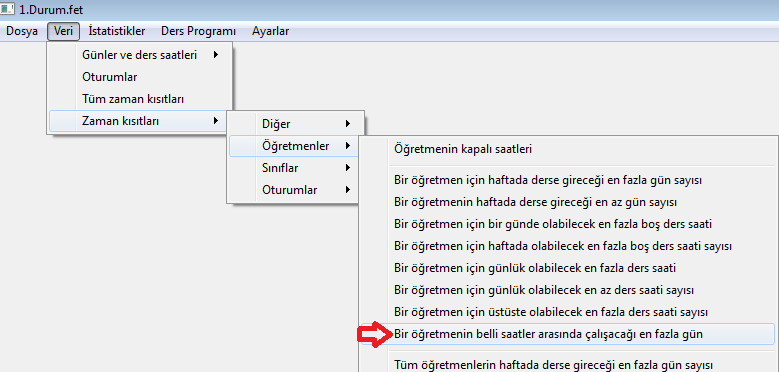 1.Durum.fet
Dosya Veri İstatistikler Ders Programı Ayarlar
Günler ve ders saatleri
Oturumlar
Tüm zaman kısıtları
Zaman kısıtları
Diğer
Öğretmenler
Sınıflar
Oturumlar
Öğretmenin kapalı saatleri
Bir öğretmen için haftada derse gireceği en fazla gün sayısı
Bir öğretmenin haftada derse gireceği en az gün sayısı
Bir öğretmen için bir günde olabilecek en fazla boş ders saati
Bir öğretmen için haftada olabilecek en fazla boş ders saati sayısı
Bir öğretmen için günlük olabilecek en fazla ders saati
Bir öğretmen için günlük olabilecek en az ders saati sayısı
Bir öğretmen için üstüste olabilecek en fazla ders saati sayısı
Bir öğretmenin belli saatler arasında çalışacağı en fazla gün
Tüm öğretmenlerin haftada derse gireceği en fazla gün sayısı